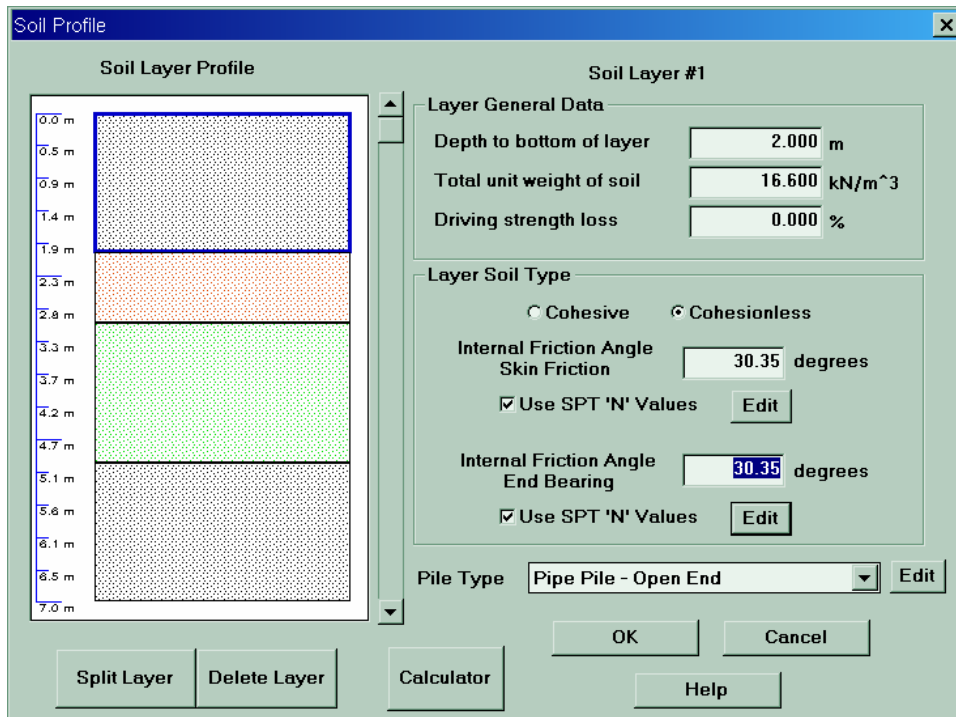 Soil Profile
Soil Layer Profile
0.0 m
0.5 m
0.9 m
1.4 m
1.9 m
2.3 m
2.8 m
3.3 m
3.7 m
4.2 m
4.7 m
5.1 m
5.6 m
6.1 m
6.5 m
7.0 m
Split Layer
Delete Layer
Soil Layer #1
Layer General Data
Depth to bottom of layer 2.000 m
Total unit weight of soil 16.600 kN/m^3
Driving strength loss 0.000 %
Layer Soil Type
Cohesive Cohesionless
Internal Friction Angle
Skin Friction 30.35 degrees
Use SPT 'N' Values Edit
Internal Friction Angle
End Bearing 30.35 degrees
Use SPT 'N' Values Edit
Pile Type Pipe Pile - Open End Edit
OK Cancel
Calculator
Help